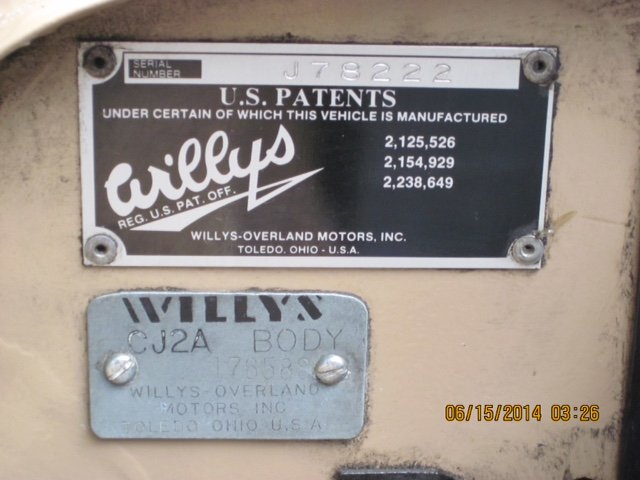 SERIAL
NUMBER
J78222
U.S. PATENTS
UNDER CERTAIN OF WHICH THIS VEHICLE IS MANUFACTURED
2,125,526
2,154,929
2,238,649
Willys
REG. U.S. PAT. OFF.
WILLYS-OVERLAND MOTORS, INC.
TOLEDO, OHIO - U.S.A.
WILLYS
CJ2A BODY
WILLYS-OVERLAND
MOTORS INC
TOLEDO OHIO U.S.A
06/15/2014 03:26